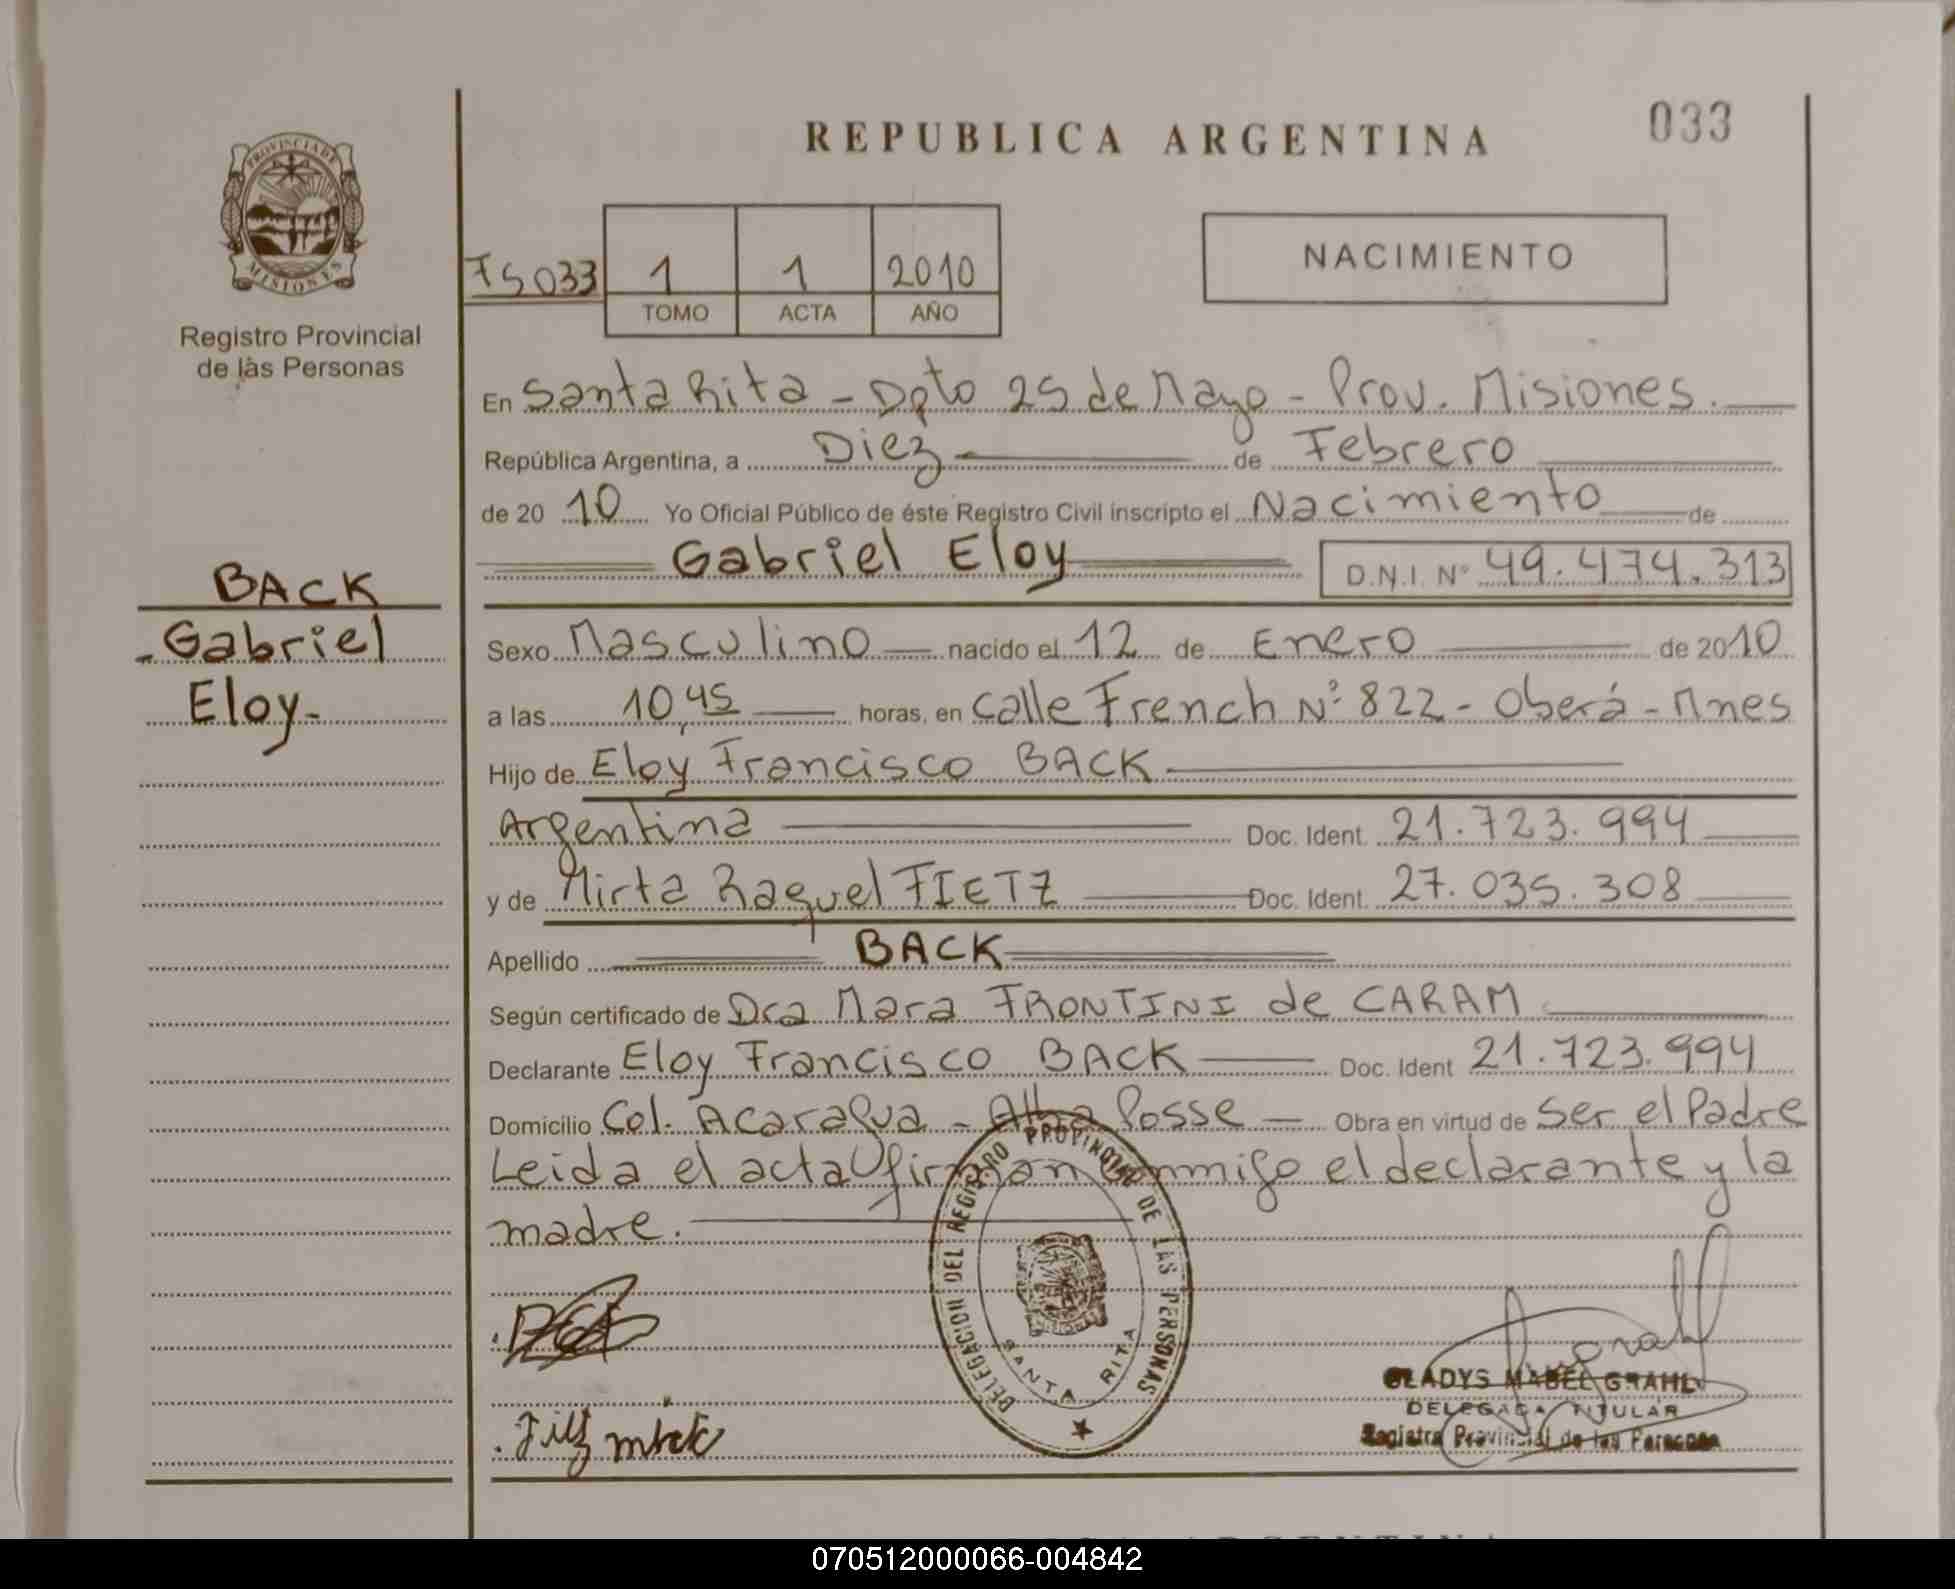 REPUBLICA ARGENTINA
033
PROVINCIA DE
MISIONES
Registro Provincial
de las Personas
75033
1
1
2010
TOMO
ACTA
AÑO
NACIMIENTO
En Santa Rita - Dpto 25 de Mayo - Prov. Misiones.
República Argentina, a Diez de Febrero
de 20 10 Yo Oficial Público de éste Registro Civil inscripto el Nacimiento de
Gabriel Eloy D.N.I. N° 49.474.313
BACK
Gabriel
Eloy-
Sexo Masculino nacido el 12 de Enero de 2010
a las 10,45 horas, en calle French N° 822 - Oberá - Mnes
Hijo de Eloy Francisco BACK
Argentina Doc. Ident. 21.723.994
y de Mirta Raquel FIETZ Doc. Ident. 27.035.308
Apellido BACK
Según certificado de Dra Mara FRONTINI de CARAM
Declarante Eloy Francisco BACK Doc. Ident 21.723.994
Domicilio Col. Acaragua - Alba Posse Obra en virtud de Ser el Padre
Leida el acta firman conmigo el declarante y la
madre.
DELEGACION DEL REGISTRO PROVINCIAL DE LAS PERSONAS
SANTA RITA
GLADYS MABEL GRAHL
DELEGADA TITULAR
Registro Provincial de las Personas
070512000066-004842